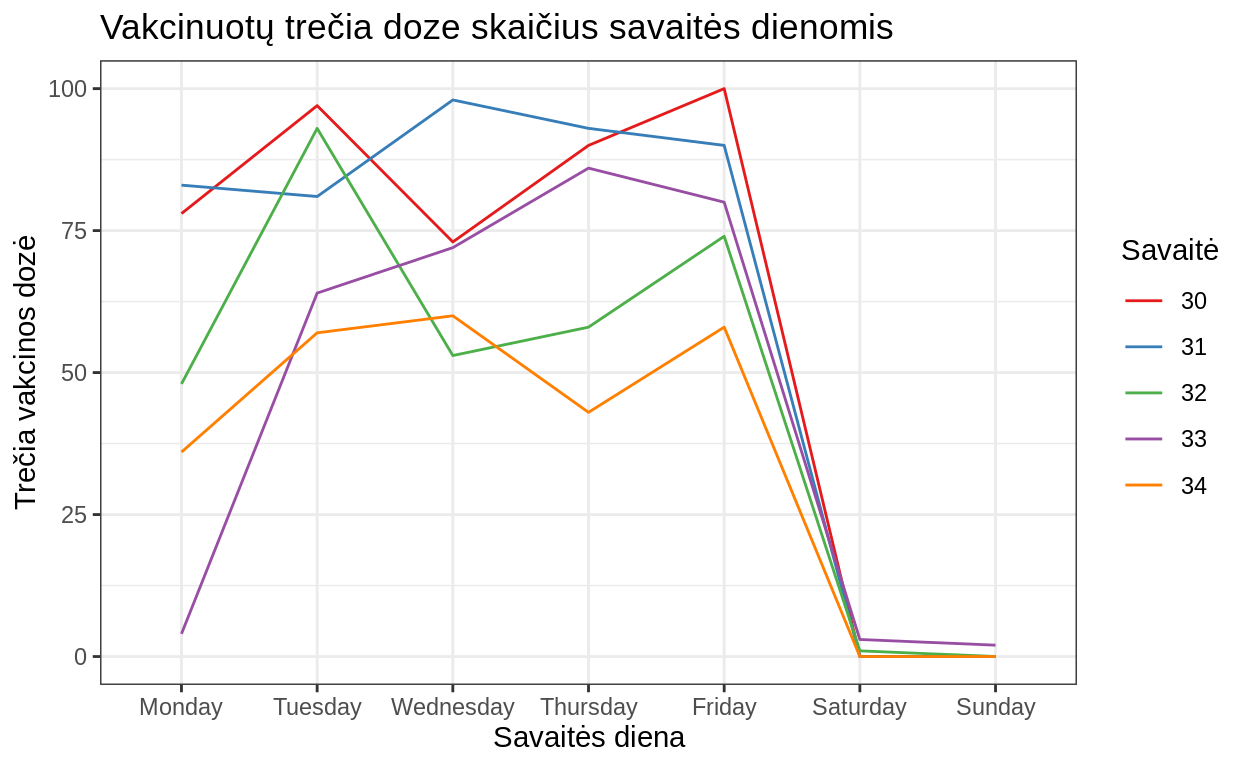 Vakcinuotų trečia doze skaičius savaitės dienomis
Trečia vakcinos dozė
100
75
50
25
0
Monday Tuesday Wednesday Thursday Friday Saturday Sunday
Savaitės diena
Savaitė
30
31
32
33
34